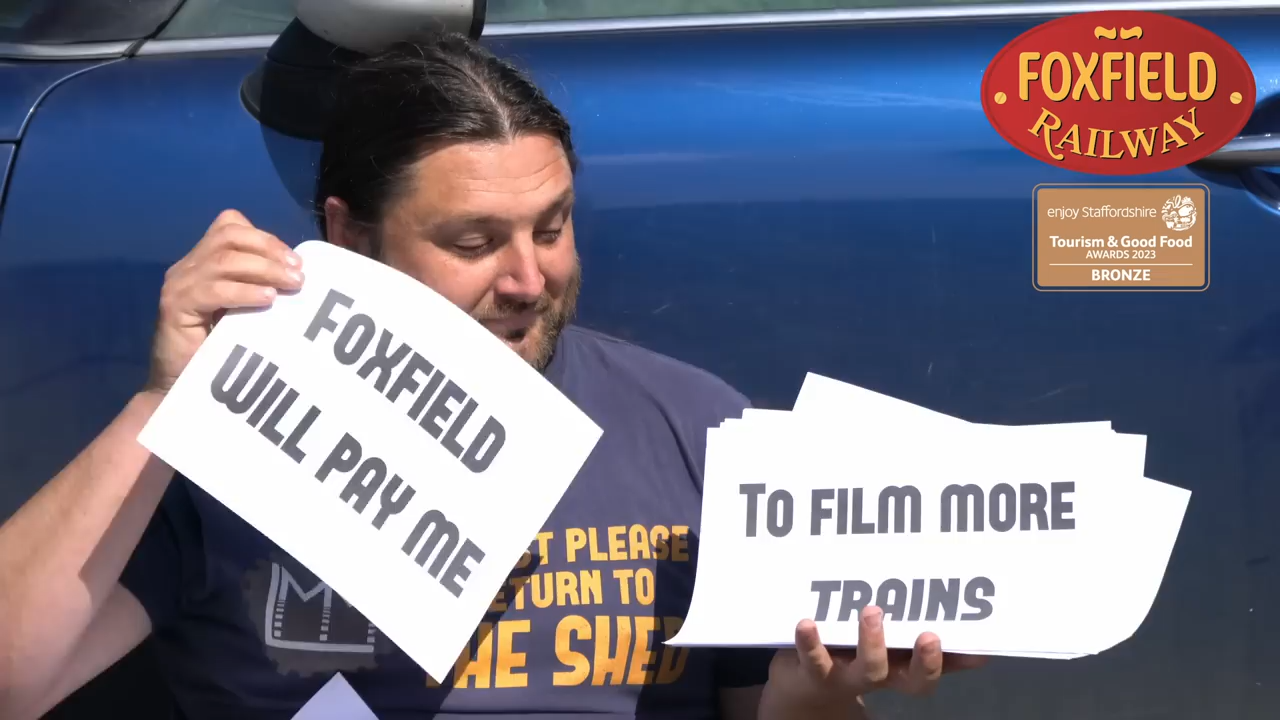 FOXFIELD
RAILWAY
enjoy Staffordshire
Tourism & Good Food
AWARDS 2023
BRONZE
FOXFIELD
WILL PAY ME
TO FILM MORE
TRAINS
PLEASE
TO
THE SHED